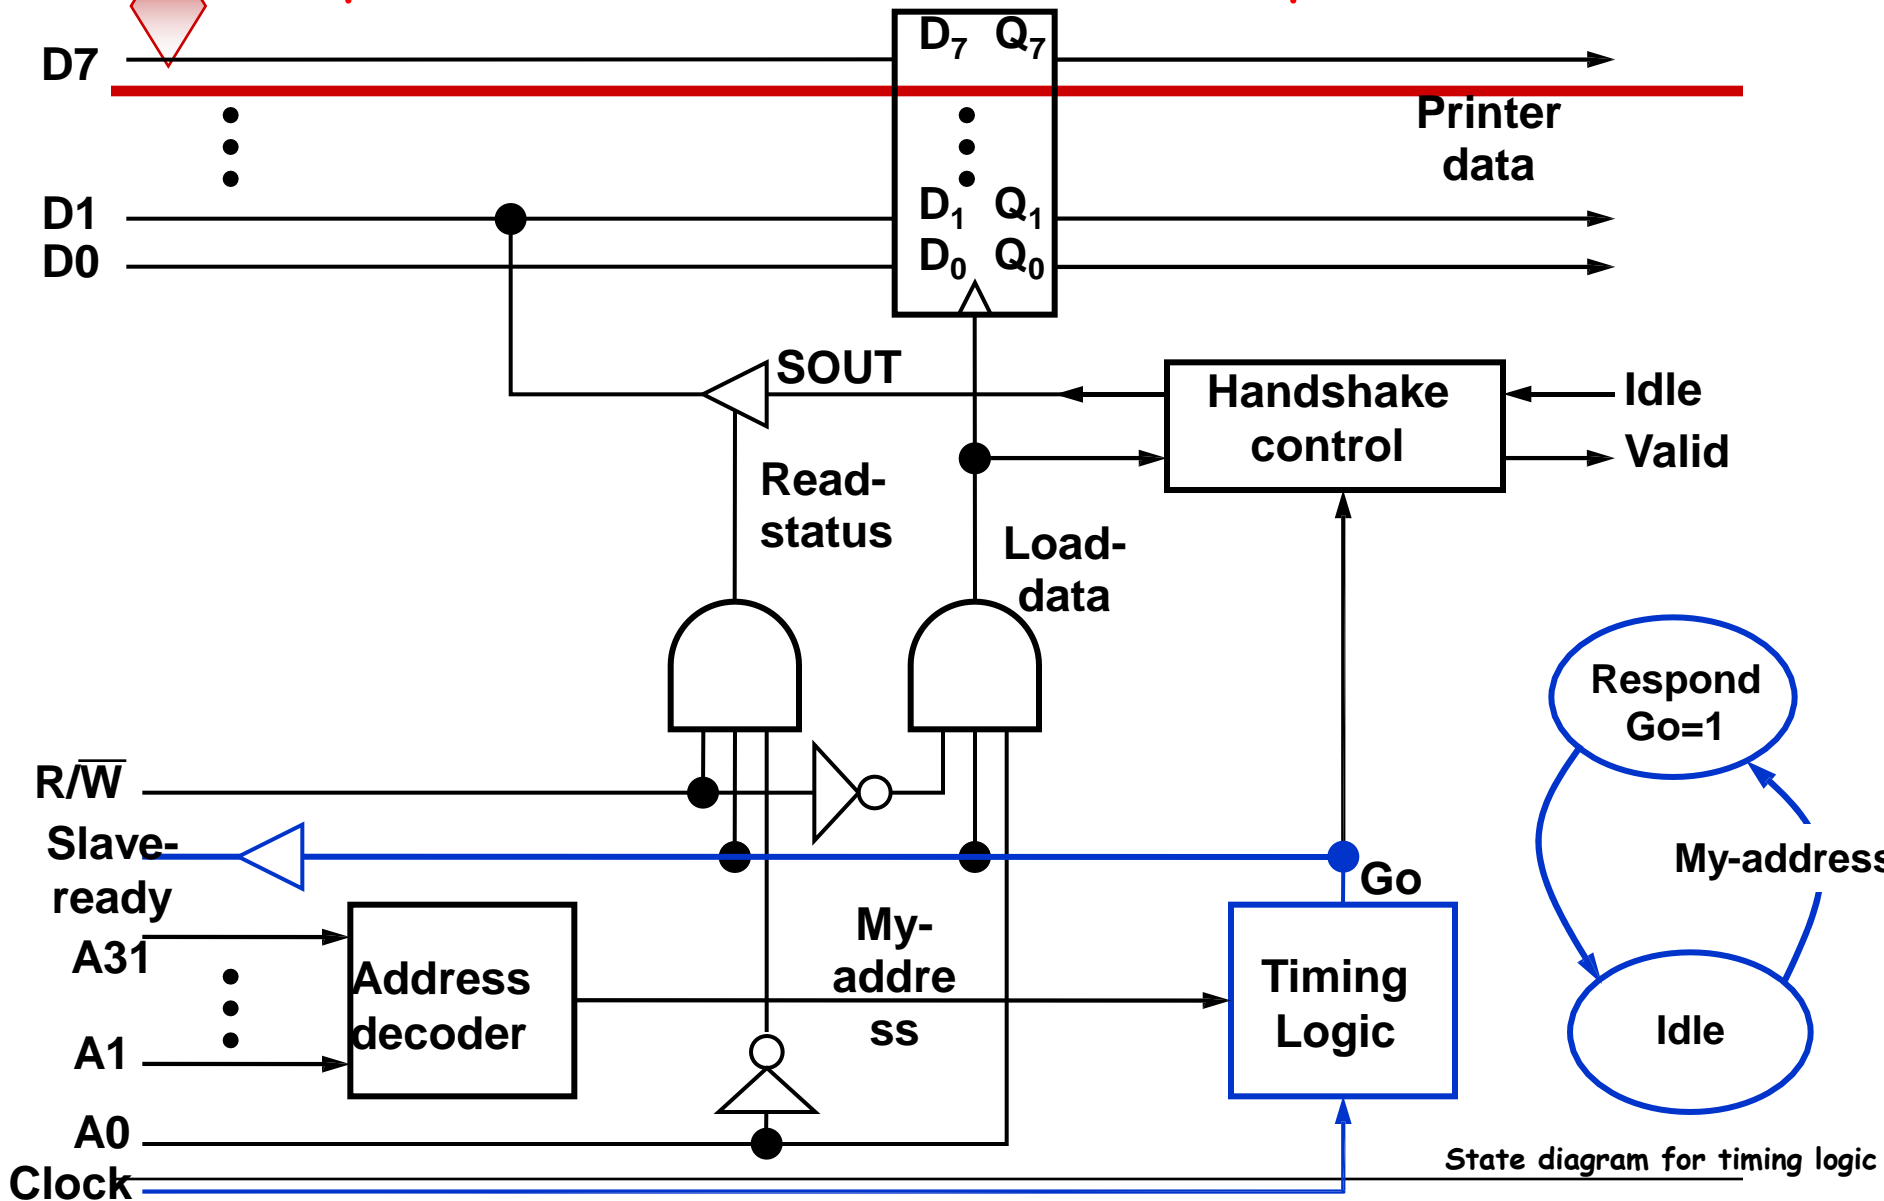 D7
D₇ Q₇
Printer
data
D1
D₁ Q₁
D0
D₀ Q₀
SOUT
Handshake
control
Idle
Valid
Read-
status
Load-
data
Respond
Go=1
R/W̅
Slave-
ready
My-address
Go
A31
My-
addre
ss
Address
decoder
Timing
Logic
Idle
A1
A0
State diagram for timing logic
Clock